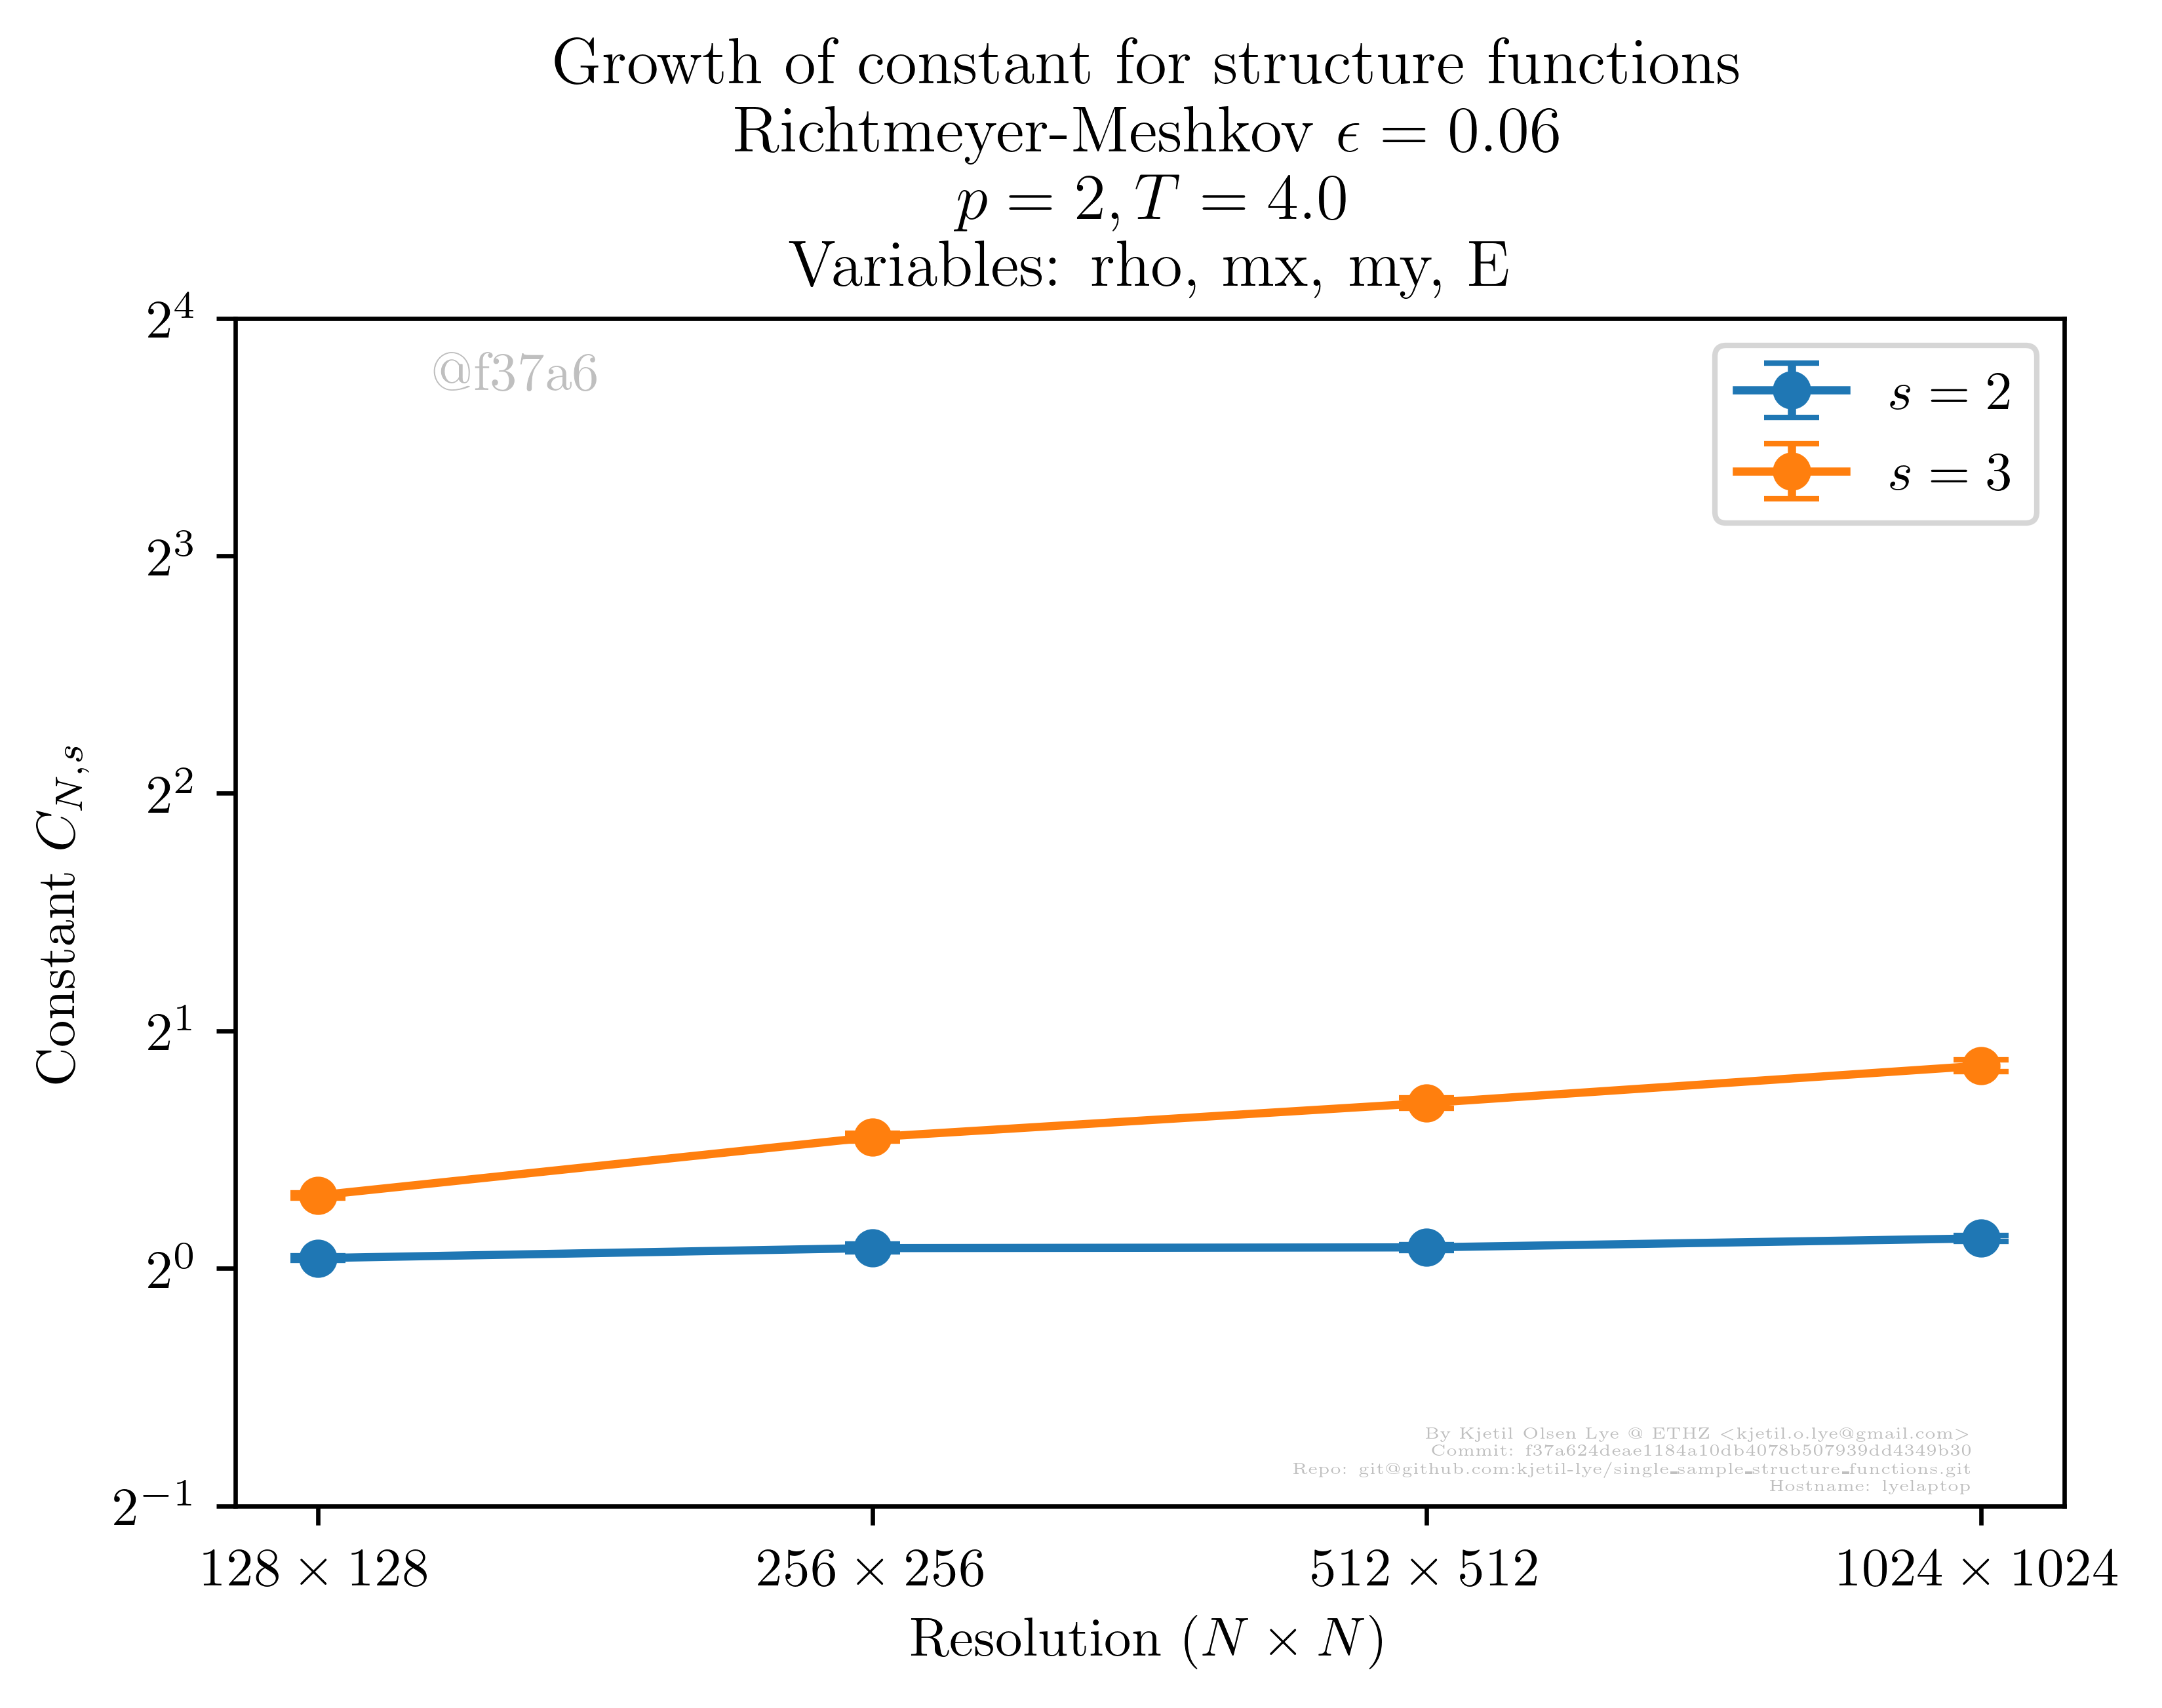 Growth of constant for structure functions
Richtmeyer-Meshkov ϵ = 0.06
p = 2, T = 4.0
Variables: rho, mx, my, E
@f37a6
s = 2
s = 3
2^4
2^3
2^2
2^1
2^0
2^{-1}
Constant C_{N,s}
By Kjetil Olsen Lye @ ETHZ <kjetil.o.lye@gmail.com>
Commit: f37a624deae1184a10db4078b507939dd4349b30
Repo: git@github.com:kjetil-lye/single_sample_structure_functions.git
Hostname: lyelaptop
128 × 128
256 × 256
512 × 512
1024 × 1024
Resolution (N × N)